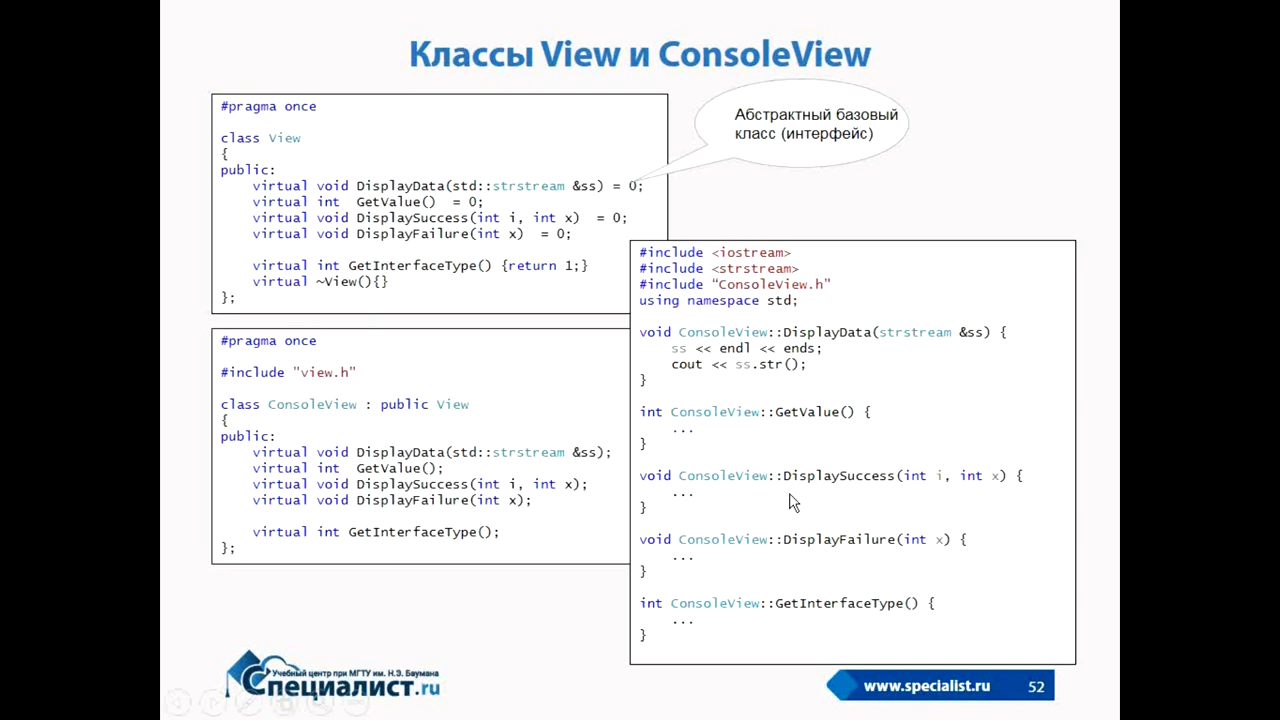 Классы View и ConsoleView
#pragma once
class View
{
public:
virtual void DisplayData(std::strstream &ss) = 0;
virtual int GetValue() = 0;
virtual void DisplaySuccess(int i, int x) = 0;
virtual void DisplayFailure(int x) = 0;
virtual int GetInterfaceType() {return 1;}
virtual ~View(){}
};
Абстрактный базовый
класс (интерфейс)
#pragma once
#include "view.h"
class ConsoleView : public View
{
public:
virtual void DisplayData(std::strstream &ss);
virtual int GetValue();
virtual void DisplaySuccess(int i, int x);
virtual void DisplayFailure(int x);
virtual int GetInterfaceType();
};
#include <iostream>
#include <strstream>
#include “ConsoleView.h”
using namespace std;
void ConsoleView::DisplayData(strstream &ss) {
ss << endl << ends;
cout << ss.str();
}
int ConsoleView::GetValue() {
...
}
void ConsoleView::DisplaySuccess(int i, int x) {
...
}
void ConsoleView::DisplayFailure(int x) {
...
}
int ConsoleView::GetInterfaceType() {
...
}
Учебный центр при МГТУ им. Н.Э. Баумана
Специалист.ru
www.specialist.ru 52